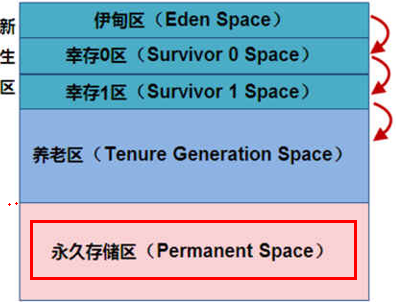 新生区
伊甸区（Eden Space）
幸存0区（Survivor 0 Space）
幸存1区（Survivor 1 Space）
养老区（Tenure Generation Space）
永久存储区（Permanent Space）